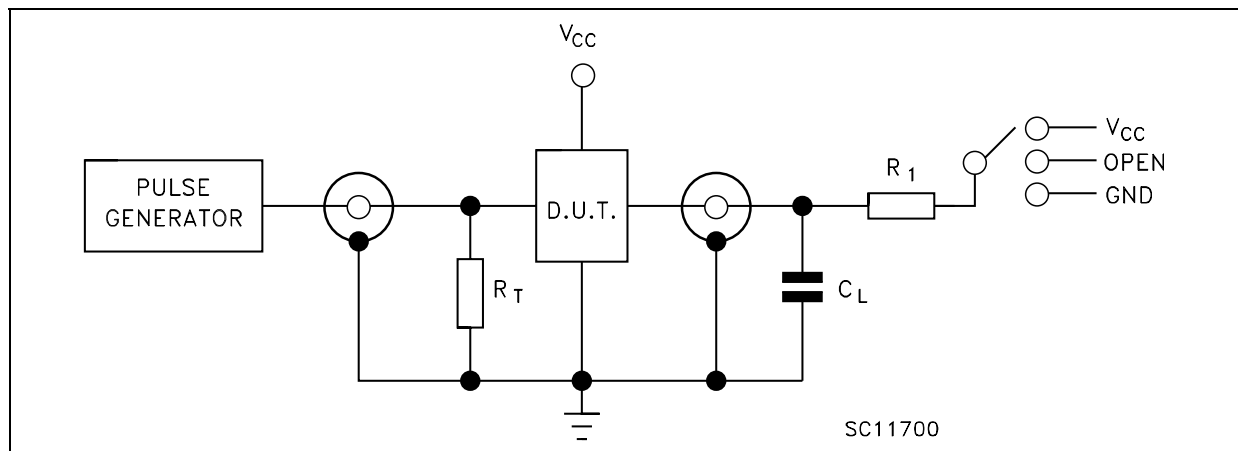 VCC
PULSE
GENERATOR
D.U.T.
RT
CL
R1
VCC
OPEN
GND
SC11700